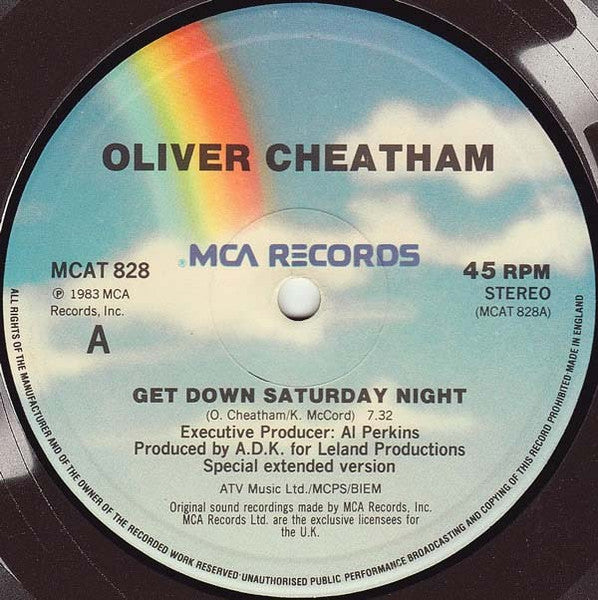 OLIVER CHEATHAM
®MCA RECORDS
MCAT 828
℗ 1983 MCA
Records, Inc.
A
45 RPM
STEREO
(MCAT 828A)
GET DOWN SATURDAY NIGHT
(O. Cheatham/K. McCord) 7.32
Executive Producer: Al Perkins
Produced by A.D.K. for Leland Productions
Special extended version
ATV Music Ltd./MCPS/BIEM
Original sound recordings made by MCA Records, Inc.
MCA Records Ltd. are the exclusive licensees for
the U.K.
ALL RIGHTS OF THE MANUFACTURER AND OF THE OWNER OF THE RECORDED WORK RESERVED·UNAUTHORISED PUBLIC PERFORMANCE BROADCASTING AND COPYING OF THIS RECORD PROHIBITED·MADE IN ENGLAND